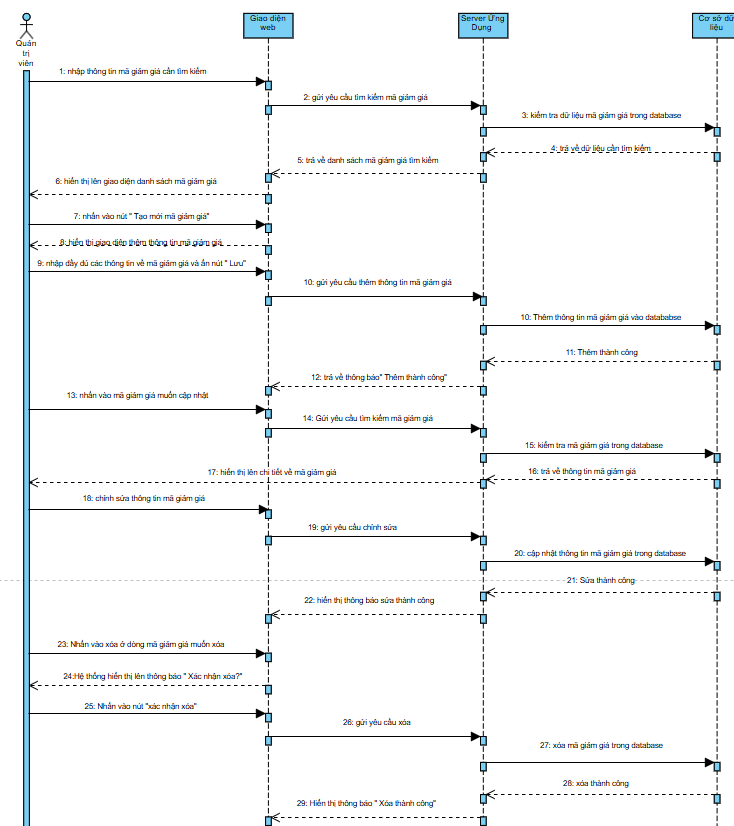 Quản
trị
viên
Giao diện
web
Server Ứng
Dụng
Cơ sở dữ
liệu
1: nhập thông tin mã giảm giá cần tìm kiếm
2: gửi yêu cầu tìm kiếm mã giảm giá
3: kiểm tra dữ liệu mã giảm giá trong database
4: trả về dữ liệu cần tìm kiếm
5: trả về danh sách mã giảm giá tìm kiếm
6: hiển thị lên giao diện danh sách mã giảm giá
7: nhấn vào nút " Tạo mới mã giảm giá"
8: hiển thị giao diện thêm thông tin mã giảm giá
9: nhập đầy đủ các thông tin về mã giảm giá và ấn nút " Lưu"
10: gửi yêu cầu thêm thông tin mã giảm giá
10: Thêm thông tin mã giảm giá vào datababse
11: Thêm thành công
12: trả về thông báo" Thêm thành công"
13: nhấn vào mã giảm giá muốn cập nhật
14: Gửi yêu cầu tìm kiếm mã giảm giá
15: kiểm tra mã giảm giá trong database
16: trả về thông tin mã giảm giá
17: hiển thị lên chi tiết về mã giảm giá
18: chỉnh sửa thông tin mã giảm giá
19: gửi yêu cầu chỉnh sửa
20: cập nhật thông tin mã giảm giá trong database
21: Sửa thành công
22: hiển thị thông báo sửa thành công
23: Nhấn vào xóa ở dòng mã giảm giá muốn xóa
24:Hệ thống hiển thị lên thông báo " Xác nhận xóa?"
25: Nhấn vào nút "xác nhận xóa"
26: gửi yêu cầu xóa
27: xóa mã giảm giá trong database
28: xóa thành công
29: Hiển thị thông báo " Xóa thành công"